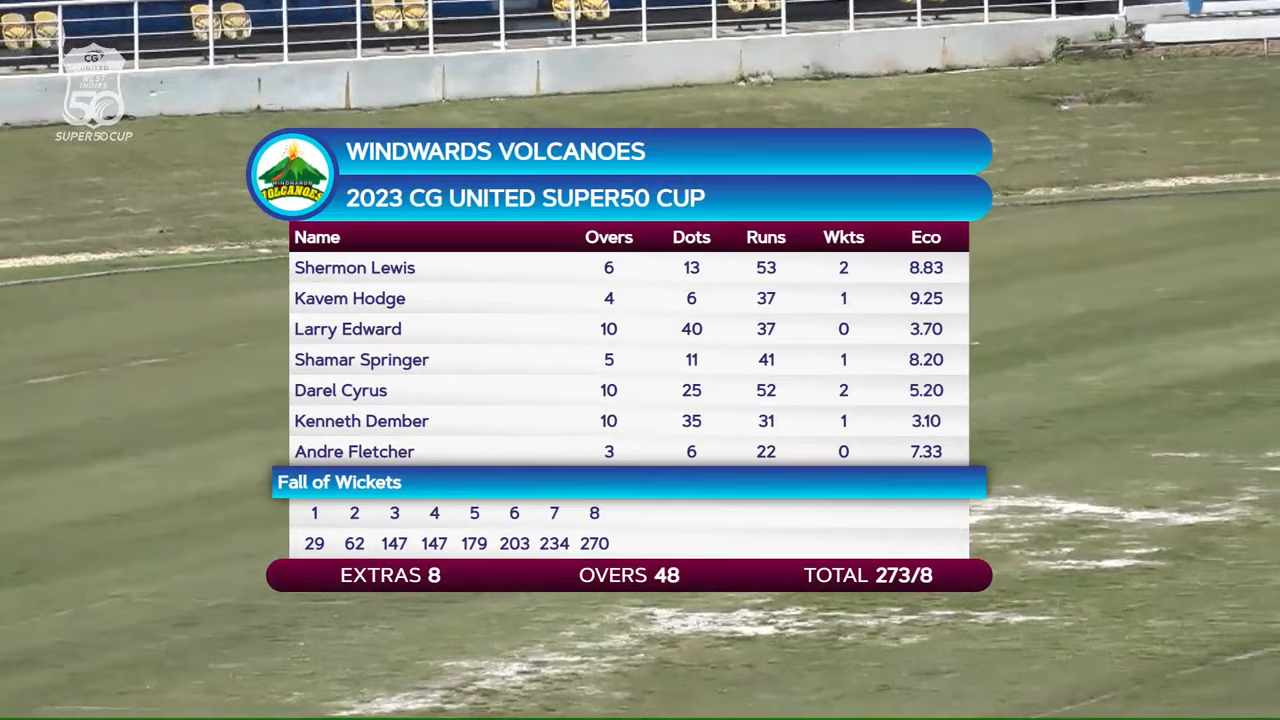 CG
UNITED
WEST
INDIES
50
SUPER50 CUP
WINDWARDS
VOLCANOES
WINDWARDS VOLCANOES
2023 CG UNITED SUPER50 CUP
Name Overs Dots Runs Wkts Eco
Shermon Lewis 6 13 53 2 8.83
Kavem Hodge 4 6 37 1 9.25
Larry Edward 10 40 37 0 3.70
Shamar Springer 5 11 41 1 8.20
Darel Cyrus 10 25 52 2 5.20
Kenneth Dember 10 35 31 1 3.10
Andre Fletcher 3 6 22 0 7.33
Fall of Wickets
1 2 3 4 5 6 7 8
29 62 147 147 179 203 234 270
EXTRAS 8 OVERS 48 TOTAL 273/8